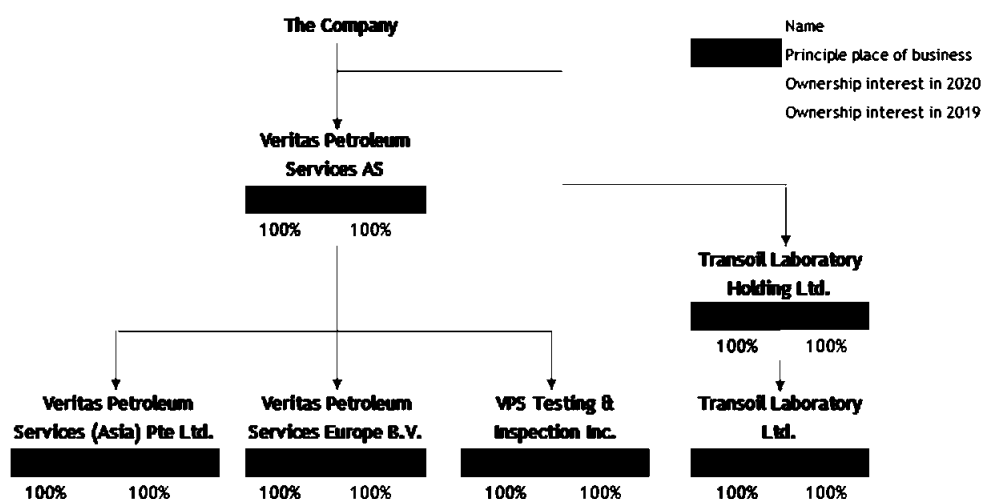 The Company
Name
Principle place of business
Ownership interest in 2020
Ownership interest in 2019
Veritas Petroleum
Services AS
100% 100%
Transoil Laboratory
Holding Ltd.
100% 100%
Veritas Petroleum
Services (Asia) Pte Ltd.
100% 100%
Veritas Petroleum
Services Europe B.V.
100% 100%
VPS Testing &
Inspection Inc.
100% 100%
Transoil Laboratory
Ltd.
100% 100%